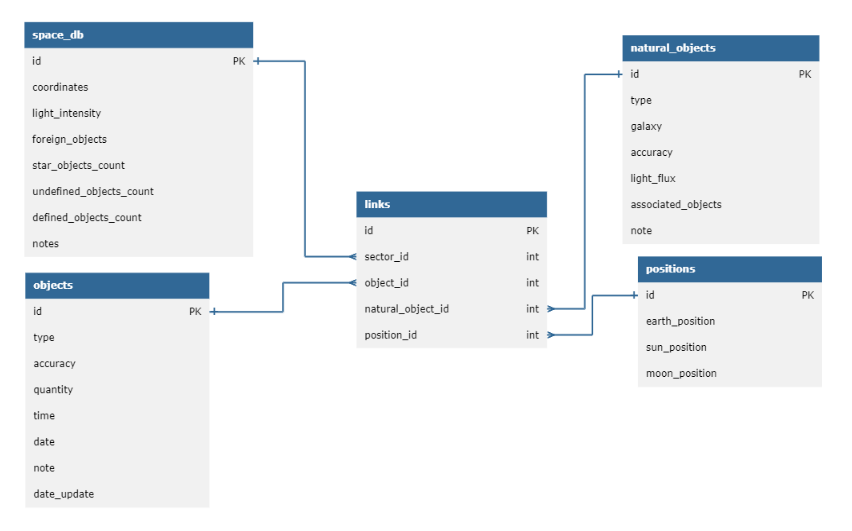 space_db
id PK
coordinates
light_intensity
foreign_objects
star_objects_count
undefined_objects_count
defined_objects_count
notes
objects
id PK
type
accuracy
quantity
time
date
note
date_update
links
id PK
sector_id int
object_id int
natural_object_id int
position_id int
natural_objects
id PK
type
galaxy
accuracy
light_flux
associated_objects
note
positions
id PK
earth_position
sun_position
moon_position